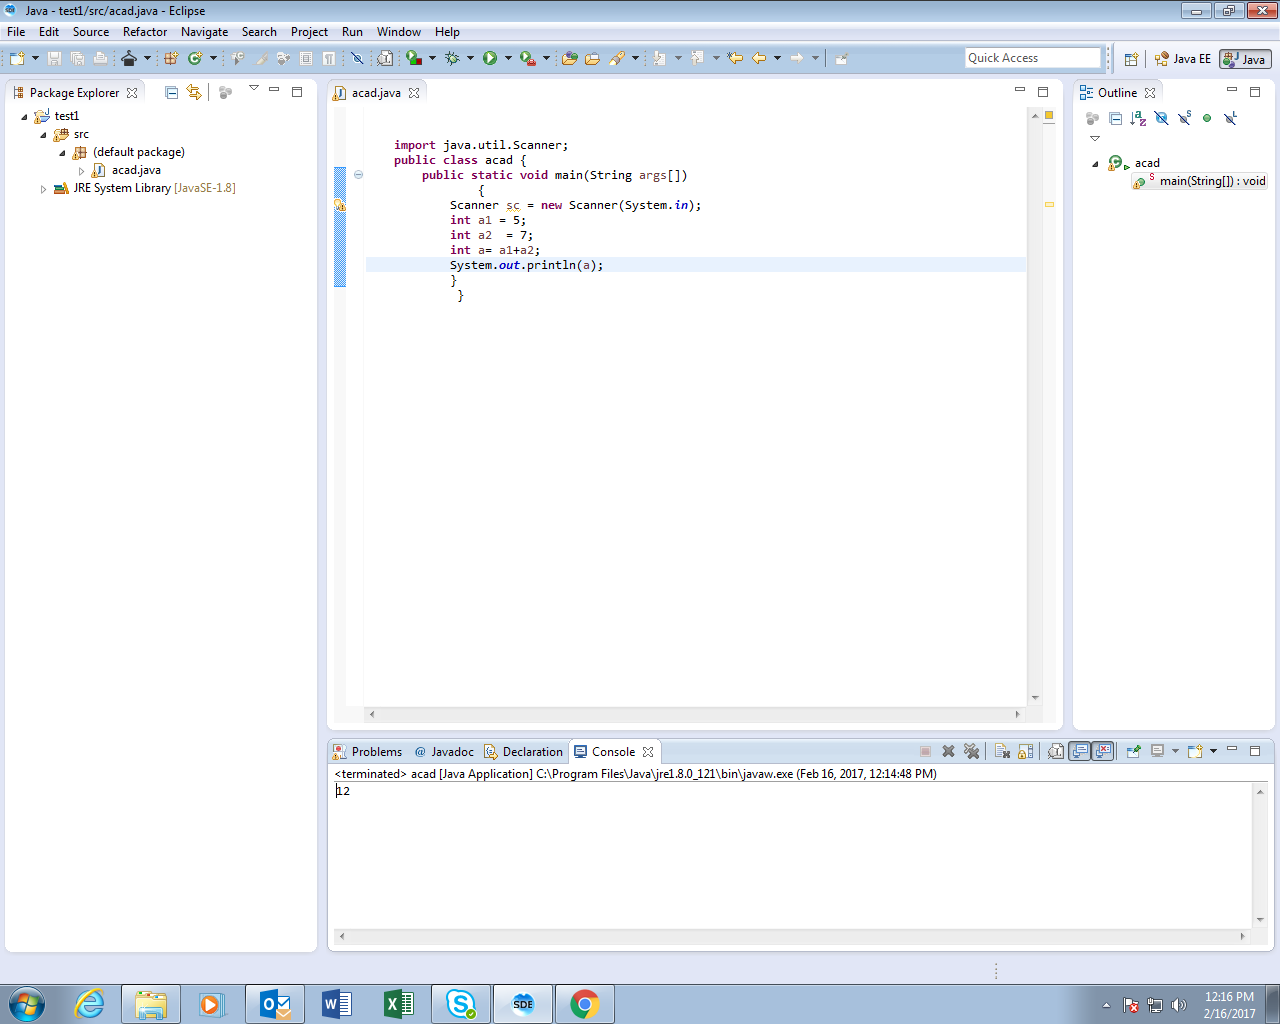 Java - test1/src/acad.java - Eclipse
File Edit Source Refactor Navigate Search Project Run Window Help
Quick Access Java EE Java
Package Explorer
test1
src
(default package)
acad.java
JRE System Library [JavaSE-1.8]
acad.java
import java.util.Scanner;
public class acad {
public static void main(String args[])
{
Scanner sc = new Scanner(System.in);
int a1 = 5;
int a2  = 7;
int a= a1+a2;
System.out.println(a);
}
}
Outline
acad
main(String[]) : void
Problems @ Javadoc Declaration Console
<terminated> acad [Java Application] C:\Program Files\Java\jre1.8.0_121\bin\javaw.exe (Feb 16, 2017, 12:14:48 PM)
12
SDE
12:16 PM
2/16/2017